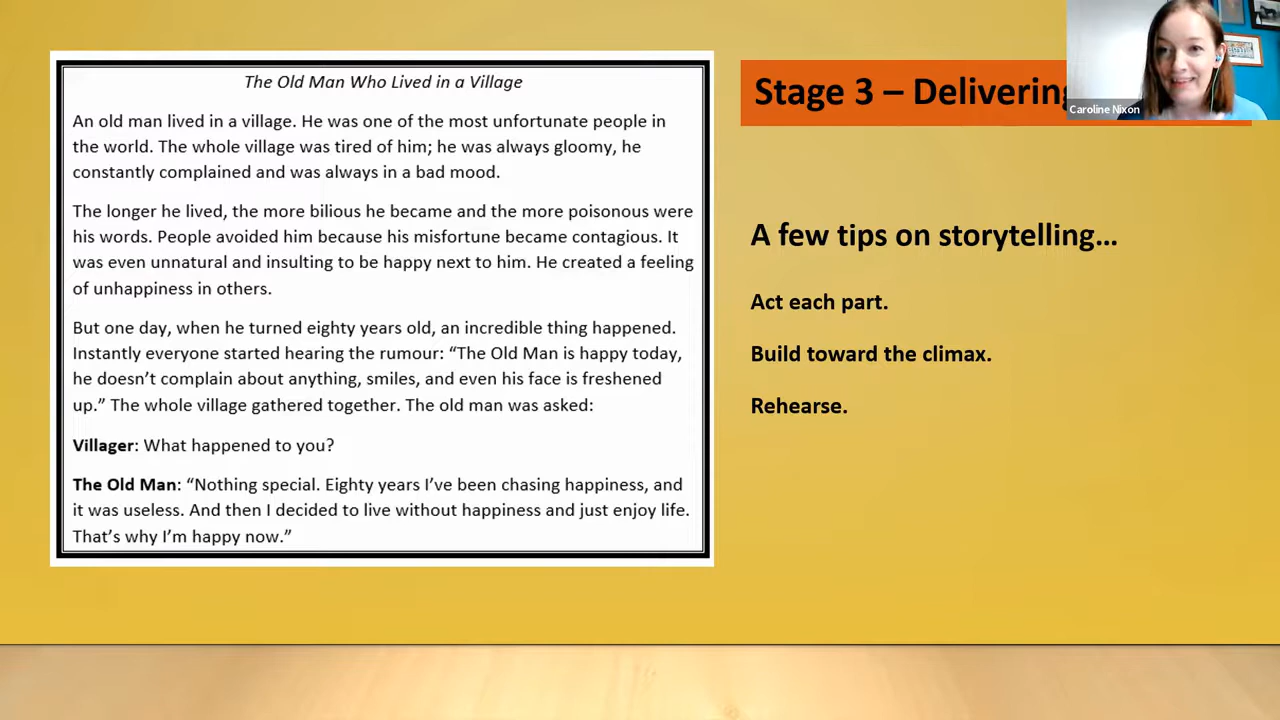 The Old Man Who Lived in a Village
An old man lived in a village. He was one of the most unfortunate people in
the world. The whole village was tired of him; he was always gloomy, he
constantly complained and was always in a bad mood.
The longer he lived, the more bilious he became and the more poisonous were
his words. People avoided him because his misfortune became contagious. It
was even unnatural and insulting to be happy next to him. He created a feeling
of unhappiness in others.
But one day, when he turned eighty years old, an incredible thing happened.
Instantly everyone started hearing the rumour: “The Old Man is happy today,
he doesn’t complain about anything, smiles, and even his face is freshened
up.” The whole village gathered together. The old man was asked:
Villager: What happened to you?
The Old Man: “Nothing special. Eighty years I’ve been chasing happiness, and
it was useless. And then I decided to live without happiness and just enjoy life.
That’s why I’m happy now.”
Stage 3 – Delivering
Caroline Nixon
A few tips on storytelling…
Act each part.
Build toward the climax.
Rehearse.